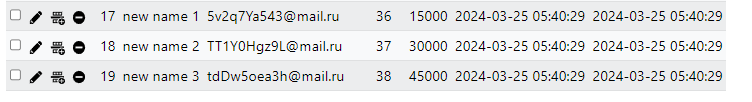 17 new name 1 5v2q7Ya543@mail.ru 36 15000 2024-03-25 05:40:29 2024-03-25 05:40:29
18 new name 2 TT1Y0Hgz9L@mail.ru 37 30000 2024-03-25 05:40:29 2024-03-25 05:40:29
19 new name 3 tdDw5oea3h@mail.ru 38 45000 2024-03-25 05:40:29 2024-03-25 05:40:29